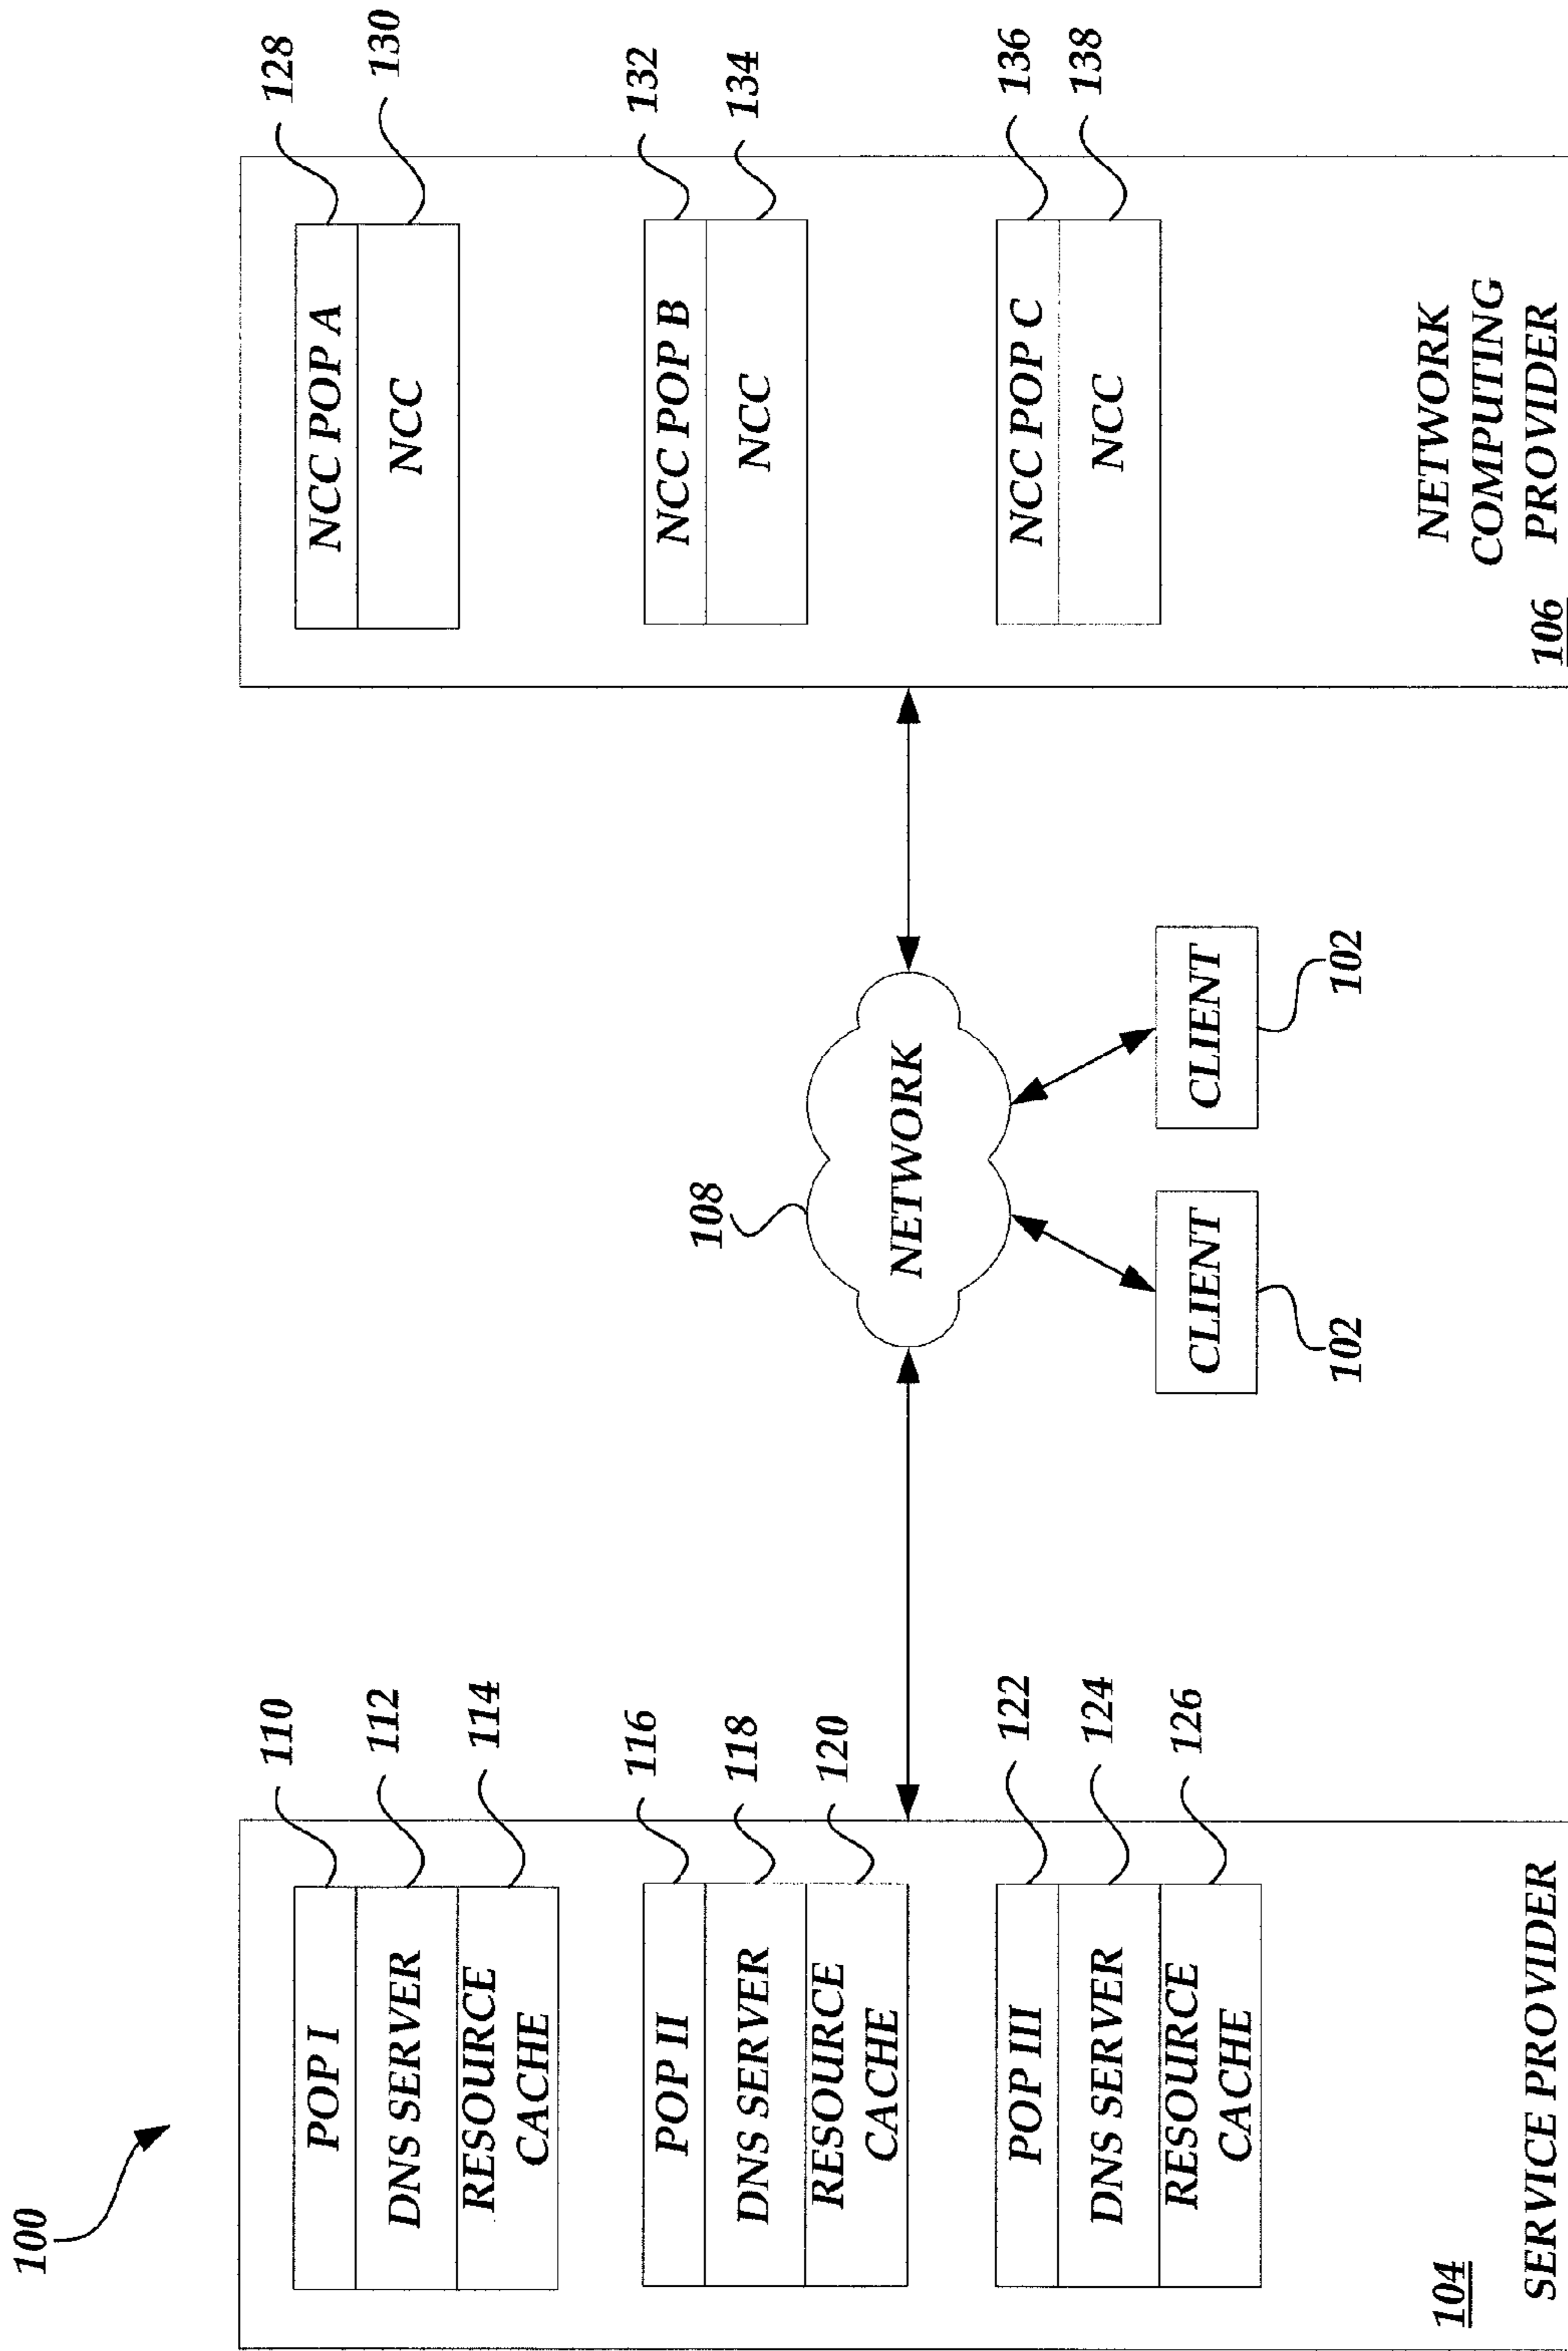 100
POP I
110
DNS SERVER
112
RESOURCE
CACHE
114
POP II
116
DNS SERVER
118
RESOURCE
CACHE
120
POP III
122
DNS SERVER
124
RESOURCE
CACHE
126
104
SERVICE PROVIDER
108
NETWORK
CLIENT
102
CLIENT
102
NCC POP A
128
NCC
130
NCC POP B
132
NCC
134
NCC POP C
136
NCC
138
NETWORK
COMPUTING
106 PROVIDER